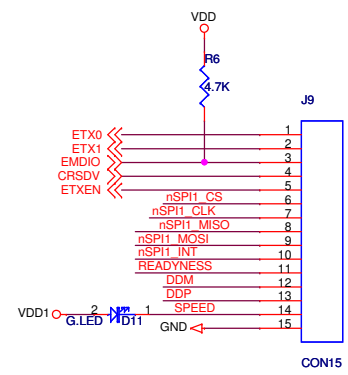 VDD
R6
4.7K
J9
ETX0 1
ETX1 2
EMDIO 3
CRSDV 4
ETXEN 5
nSPI1_CS 6
nSPI1_CLK 7
nSPI1_MISO 8
nSPI1_MOSI 9
nSPI1_INT 10
READYNESS 11
DDM 12
DDP 13
VDD1 2 G.LED D11 1 SPEED 14
GND 15
CON15